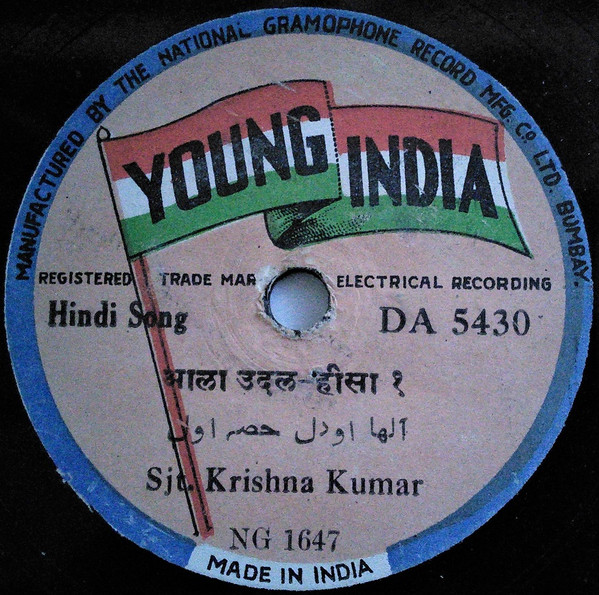 MANUFACTURED BY THE NATIONAL GRAMOPHONE RECORD MFG. CO. LTD. BOMBAY.
YOUNG INDIA
REGISTERED TRADE MAR ELECTRICAL RECORDING
Hindi Song DA 5430
आला उदल-हीसा १
آلھا اودل حصہ اول
Sjt. Krishna Kumar
NG 1647
MADE IN INDIA